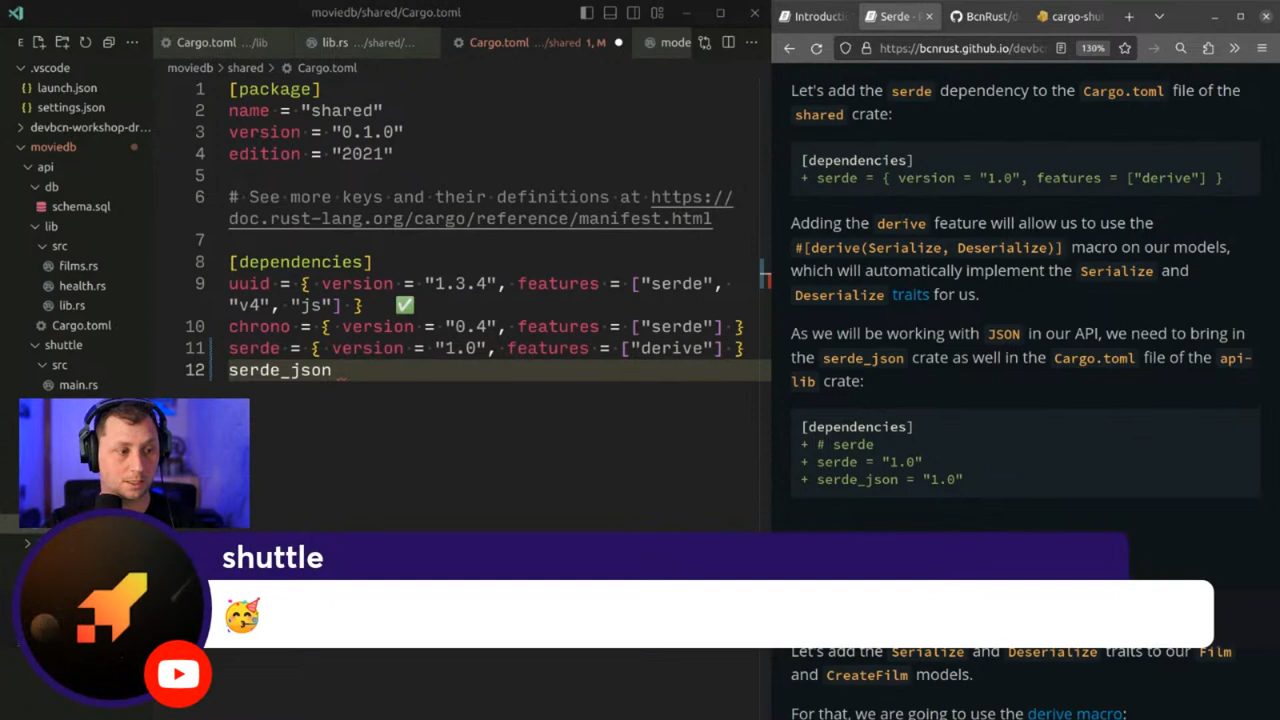 moviedb/shared/Cargo.toml
Cargo.toml .../lib
lib.rs .../shared/...
Cargo.toml .../shared 1, M
mode
moviedb > shared > Cargo.toml
E
.vscode
launch.json
settings.json
devbcn-workshop-dr...
moviedb
api
db
schema.sql
lib
src
films.rs
health.rs
lib.rs
Cargo.toml
shuttle
src
main.rs
1 [package]
2 name = "shared"
3 version = "0.1.0"
4 edition = "2021"
5
6 # See more keys and their definitions at https://
doc.rust-lang.org/cargo/reference/manifest.html
7
8 [dependencies]
9 uuid = { version = "1.3.4", features = ["serde",
"v4", "js"] } ✅
10 chrono = { version = "0.4", features = ["serde"] }
11 serde = { version = "1.0", features = ["derive"] }
12 serde_json
Introduction
Serde -
BcnRust/d
cargo-shu
https://bcnrust.github.io/devbc
130%
Let's add the serde dependency to the Cargo.toml file of the
shared crate:
[dependencies]
+ serde = { version = "1.0", features = ["derive"] }
Adding the derive feature will allow us to use the
#[derive(Serialize, Deserialize)] macro on our models,
which will automatically implement the Serialize and
Deserialize traits for us.
As we will be working with JSON in our API, we need to bring in
the serde_json crate as well in the Cargo.toml file of the api-
lib crate:
[dependencies]
+ # serde
+ serde = "1.0"
+ serde_json = "1.0"
shuttle
🥳
Let's add the Serialize and Deserialize traits to our Film
and CreateFilm models.
For that, we are going to use the derive macro: